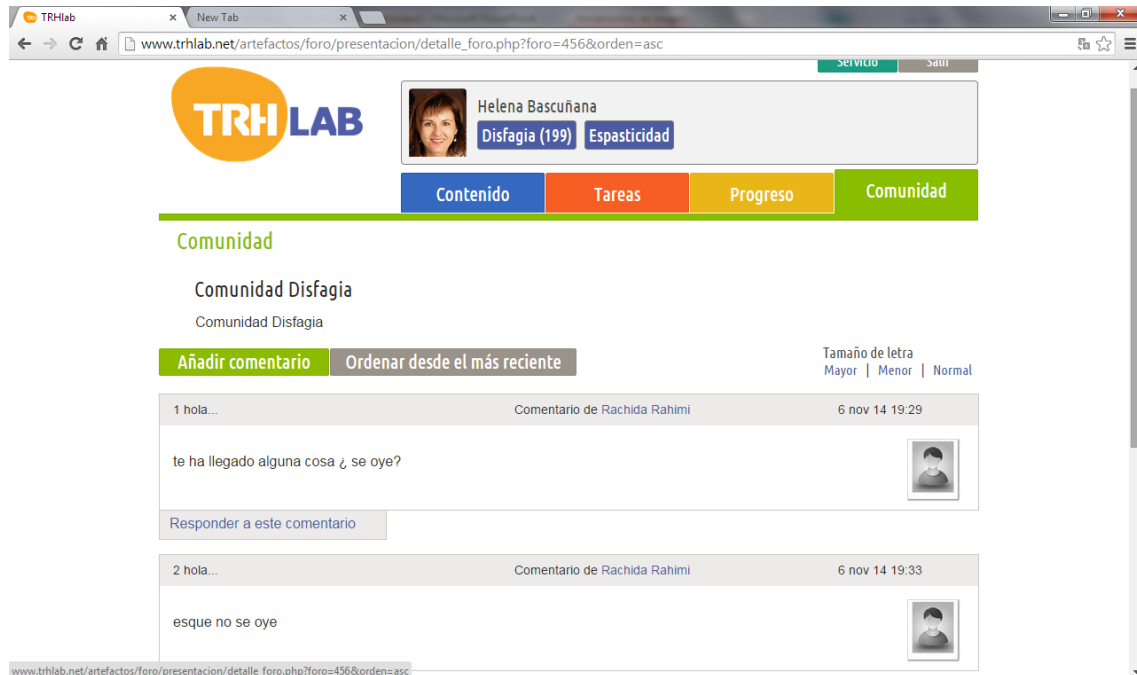 TRHlab
New Tab
www.trhlab.net/artefactos/foro/presentacion/detalle_foro.php?foro=456&orden=asc
Servicio Salir
TRHLAB
Helena Bascuñana
Disfagia (199) Espasticidad
Contenido Tareas Progreso Comunidad
Comunidad
Comunidad Disfagia
Comunidad Disfagia
Añadir comentario Ordenar desde el más reciente
Tamaño de letra
Mayor | Menor | Normal
1 hola... Comentario de Rachida Rahimi 6 nov 14 19:29
te ha llegado alguna cosa ¿ se oye?
Responder a este comentario
2 hola... Comentario de Rachida Rahimi 6 nov 14 19:33
esque no se oye
www.trhlab.net/artefactos/foro/presentacion/detalle_foro.php?foro=456&orden=asc